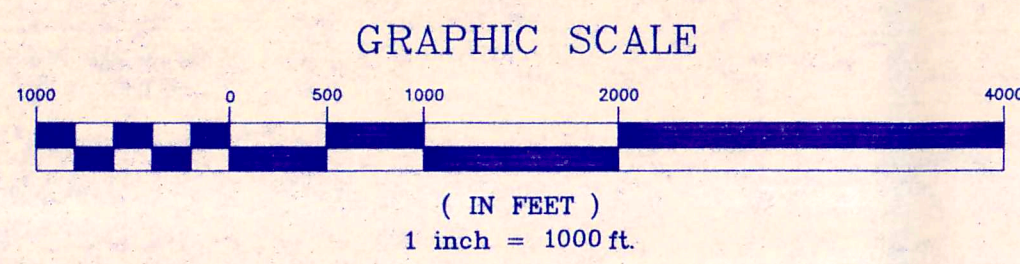 GRAPHIC SCALE
1000 0 500 1000 2000 4000
( IN FEET )
1 inch = 1000 ft.